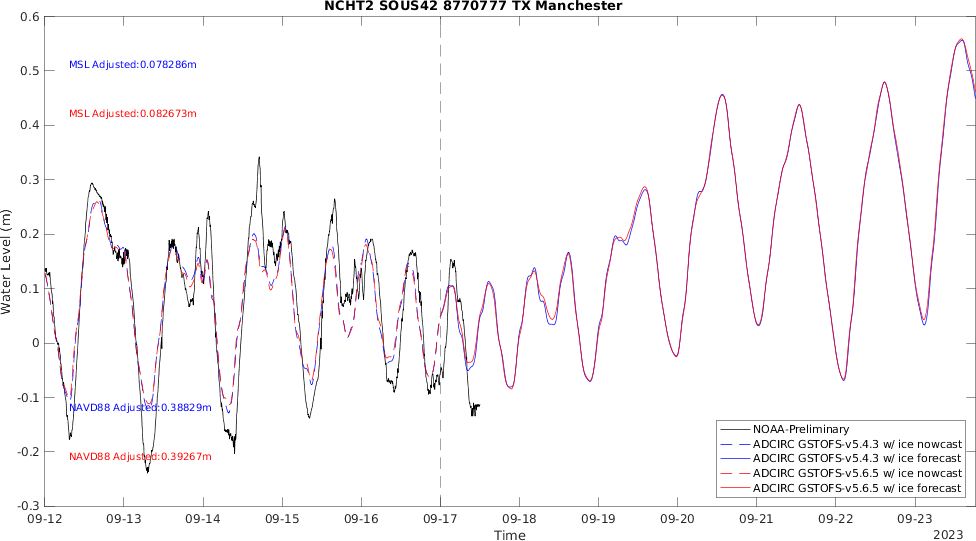 NCHT2 SOUS42 8770777 TX Manchester
0.6
0.5
0.4
0.3
0.2
0.1
0
-0.1
-0.2
-0.3
Water Level (m)
MSL Adjusted:0.078286m
MSL Adjusted:0.082673m
NAVD88 Adjusted:0.38829m
NAVD88 Adjusted:0.39267m
NOAA-Preliminary
ADCIRC GSTOFS-v5.4.3 w/ ice nowcast
ADCIRC GSTOFS-v5.4.3 w/ ice forecast
ADCIRC GSTOFS-v5.6.5 w/ ice nowcast
ADCIRC GSTOFS-v5.6.5 w/ ice forecast
09-12 09-13 09-14 09-15 09-16 09-17 09-18 09-19 09-20 09-21 09-22 09-23
Time
2023